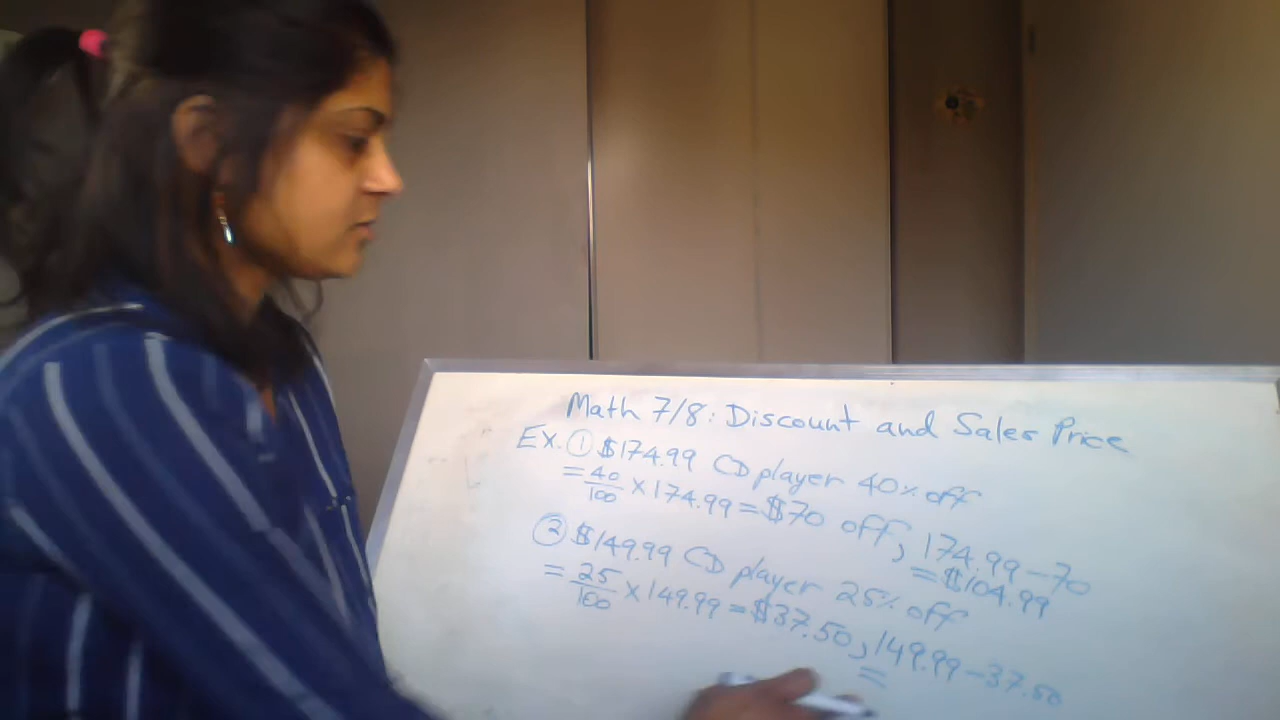 Math 7/8: Discount and Sales Price
Ex. ① $174.99 CD player 40% off
= 40/100 × 174.99 = $70 off, 174.99 - 70
= $104.99
② $149.99 CD player 25% off
= 25/100 × 149.99 = $37.50, 149.99 - 37.50
=